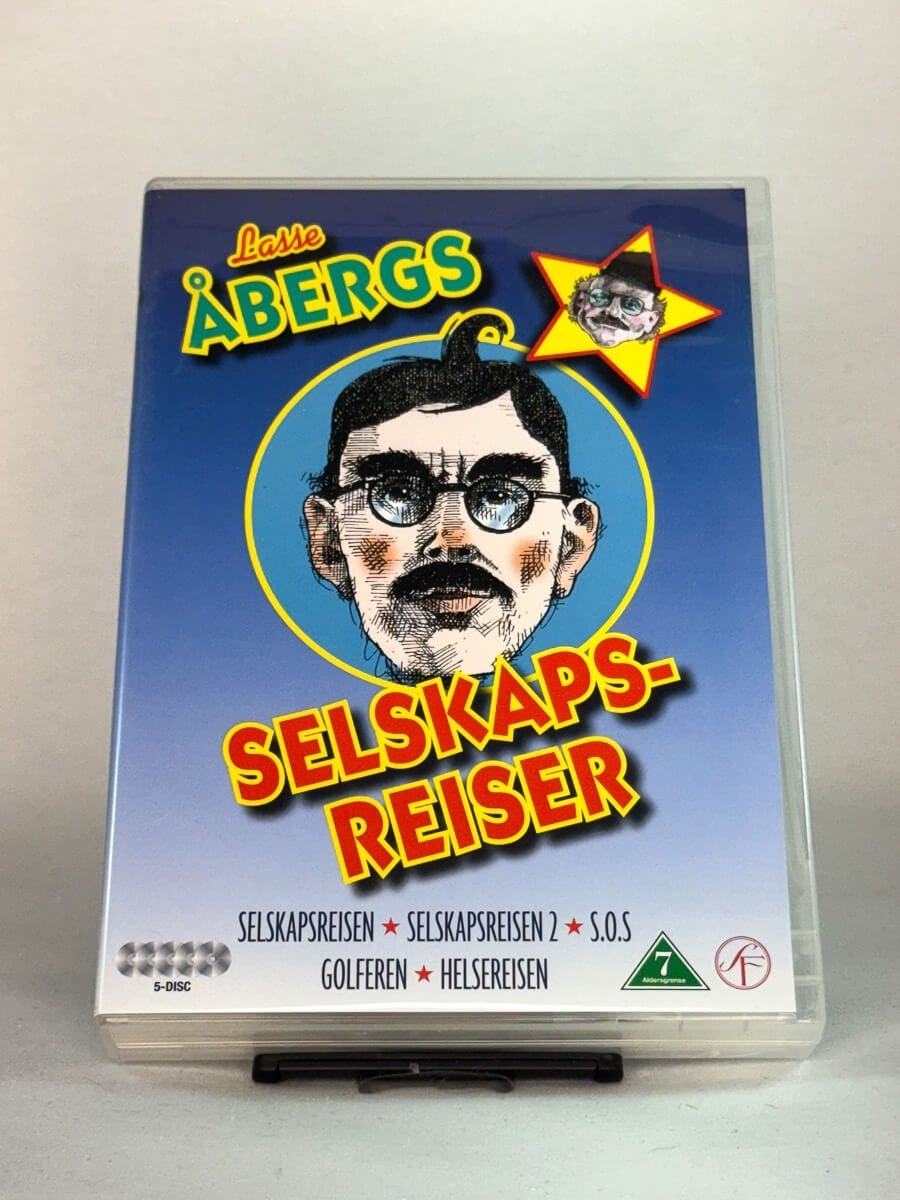 Lasse
ÅBERGS
SELSKAPS-
REISER
SELSKAPSREISEN ★ SELSKAPSREISEN 2 ★ S.O.S
GOLFEREN ★ HELSEREISEN
5-DISC
7
Aldersgrense
SF